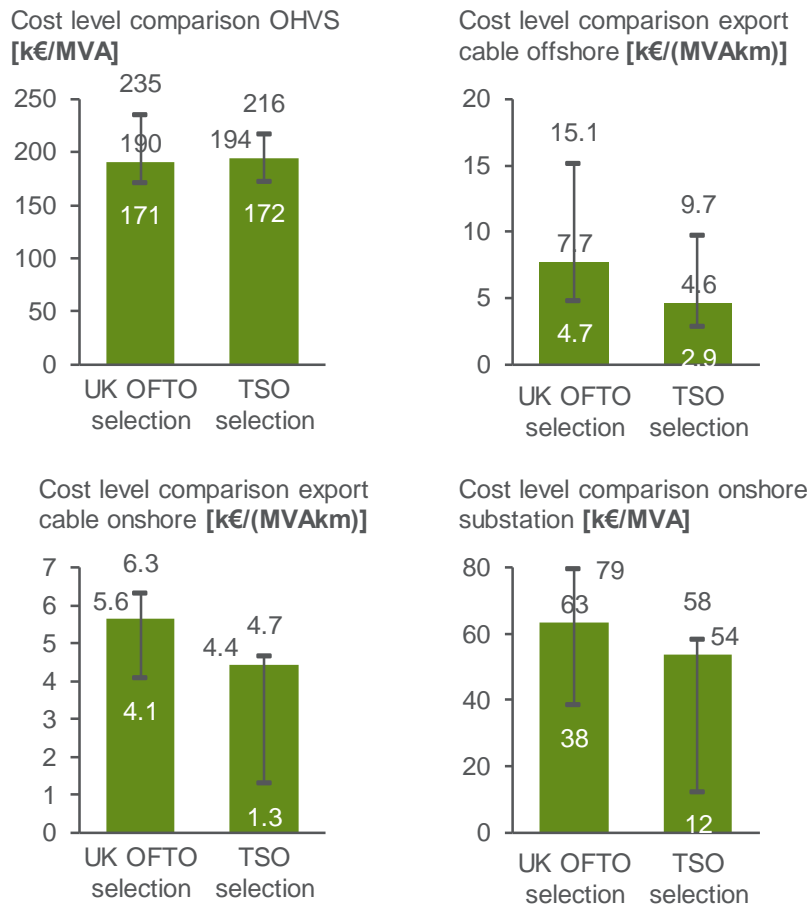 Cost level comparison OHVS
[k€/MVA]
250
200
150
100
50
0
235
190
171
216
194
172
UK OFTO
selection
TSO
selection
Cost level comparison export
cable offshore [k€/(MVAkm)]
20
15
10
5
0
15.1
7.7
4.7
9.7
4.6
2.9
UK OFTO
selection
TSO
selection
Cost level comparison export
cable onshore [k€/(MVAkm)]
7
6
5
4
3
2
1
0
6.3
5.6
4.1
4.7
4.4
1.3
UK OFTO
selection
TSO
selection
Cost level comparison onshore
substation [k€/MVA]
80
60
40
20
0
79
63
38
58
54
12
UK OFTO
selection
TSO
selection